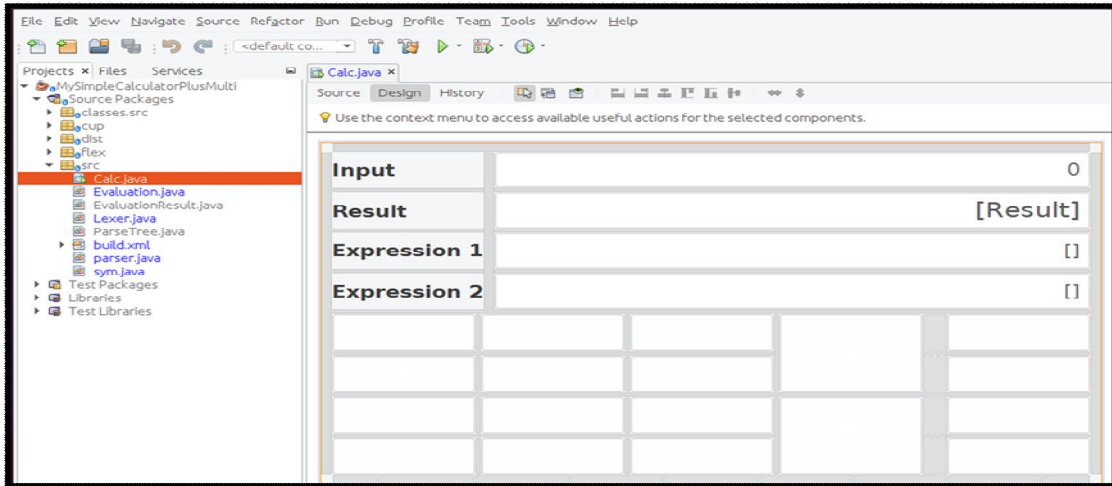 File Edit View Navigate Source Refactor Run Debug Profile Team Tools Window Help
<default co...
Projects × Files Services
MySimpleCalculatorPlusMulti
Source Packages
classes.src
cup
dist
flex
src
Calc.java
Evaluation.java
EvaluationResult.java
Lexer.java
ParseTree.java
build.xml
parser.java
sym.java
Test Packages
Libraries
Test Libraries
Calc.java ×
Source Design History
Use the context menu to access available useful actions for the selected components.
Input 0
Result [Result]
Expression 1 []
Expression 2 []